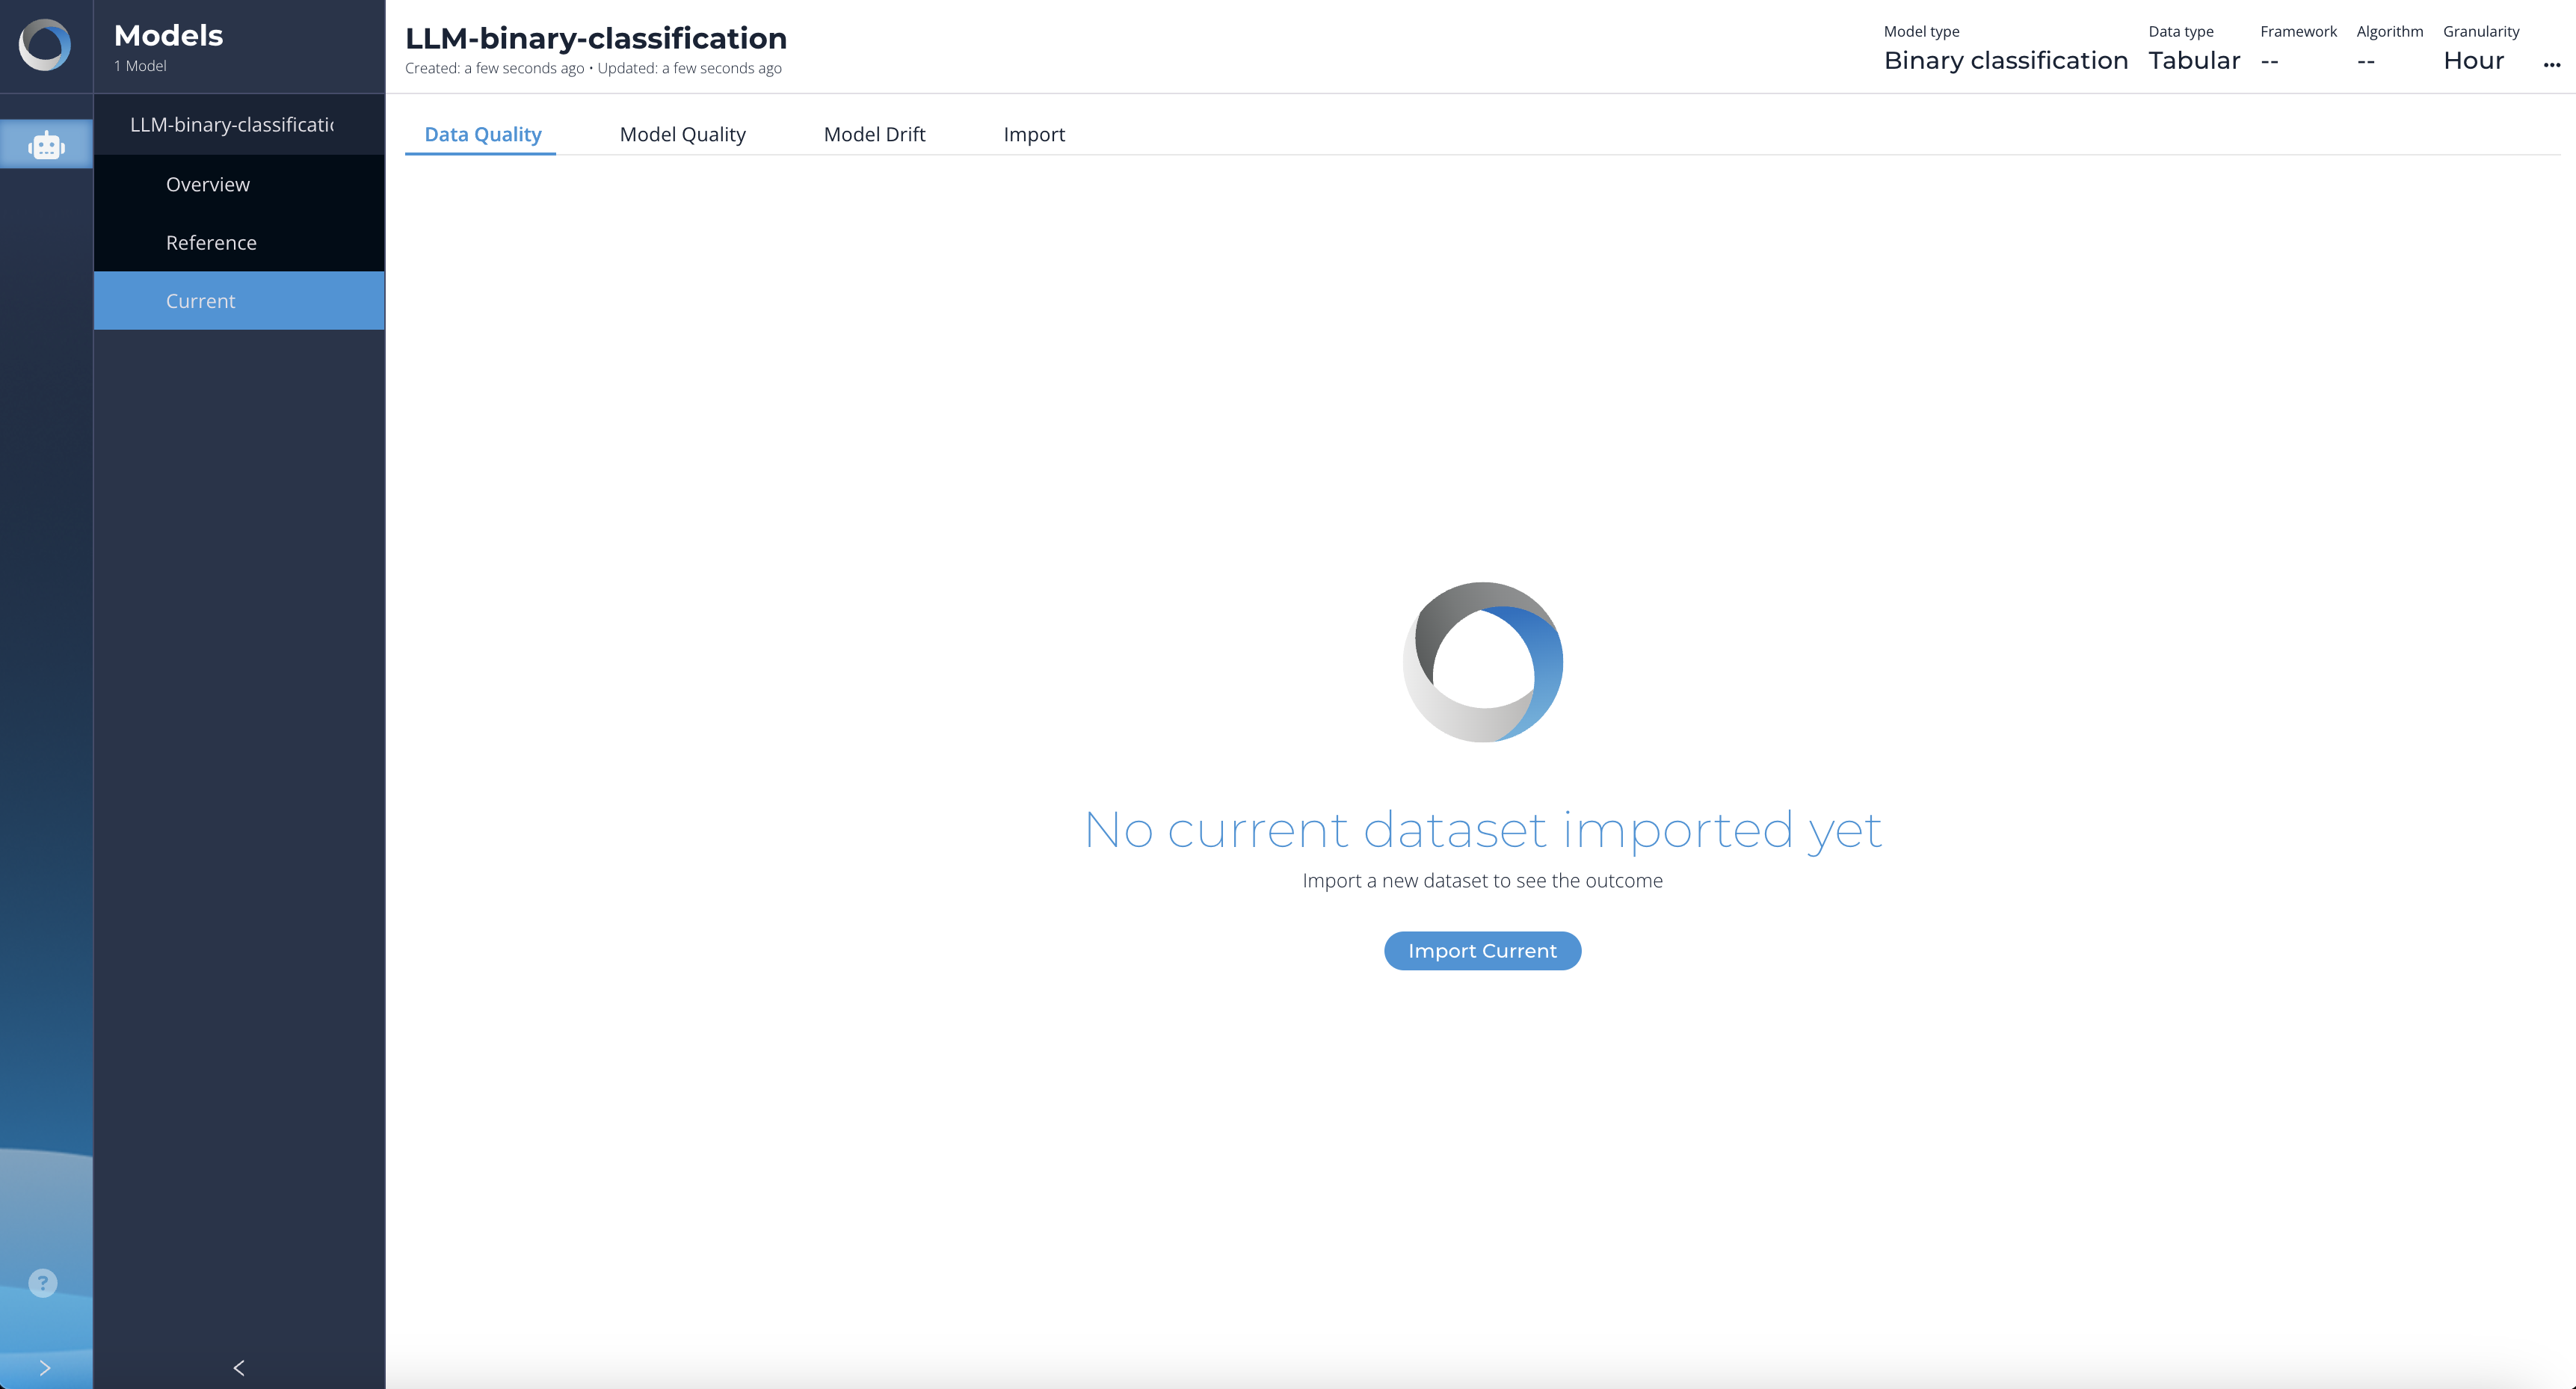 Models
1 Model
LLM-binary-classificatio
Overview
Reference
Current
LLM-binary-classification
Created: a few seconds ago • Updated: a few seconds ago
Model type Data type Framework Algorithm Granularity
Binary classification Tabular -- -- Hour ...
Data Quality Model Quality Model Drift Import
No current dataset imported yet
Import a new dataset to see the outcome
Import Current
?